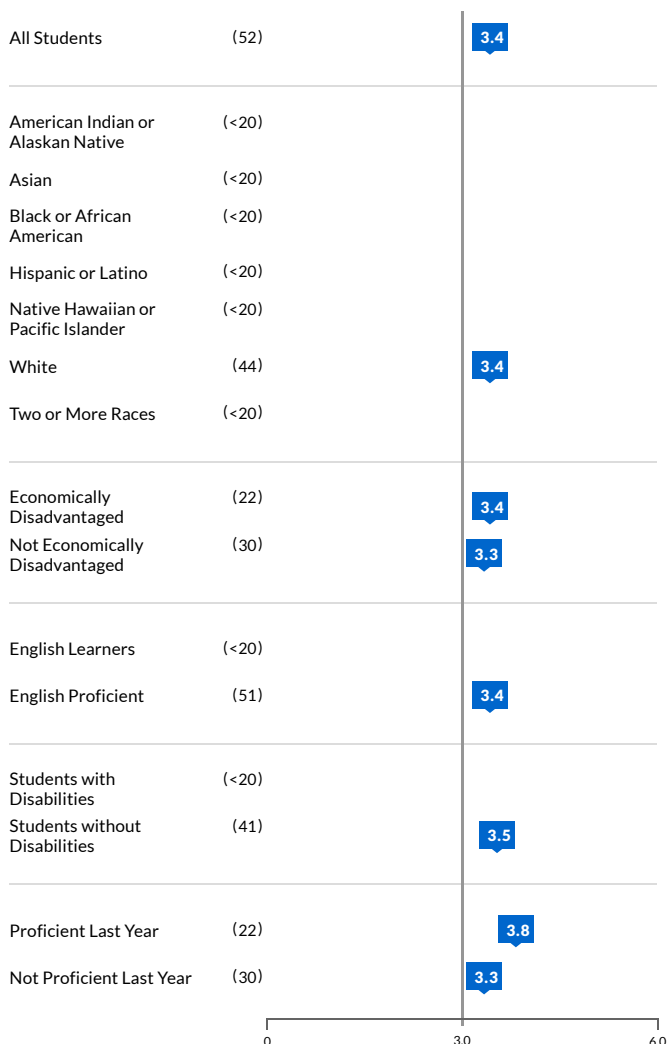 All Students (52) 3.4
American Indian or (<20)
Alaskan Native
Asian (<20)
Black or African (<20)
American
Hispanic or Latino (<20)
Native Hawaiian or (<20)
Pacific Islander
White (44) 3.4
Two or More Races (<20)
Economically (22) 3.4
Disadvantaged
Not Economically (30) 3.3
Disadvantaged
English Learners (<20)
English Proficient (51) 3.4
Students with (<20)
Disabilities
Students without (41) 3.5
Disabilities
Proficient Last Year (22) 3.8
Not Proficient Last Year (30) 3.3
0 3.0 6.0